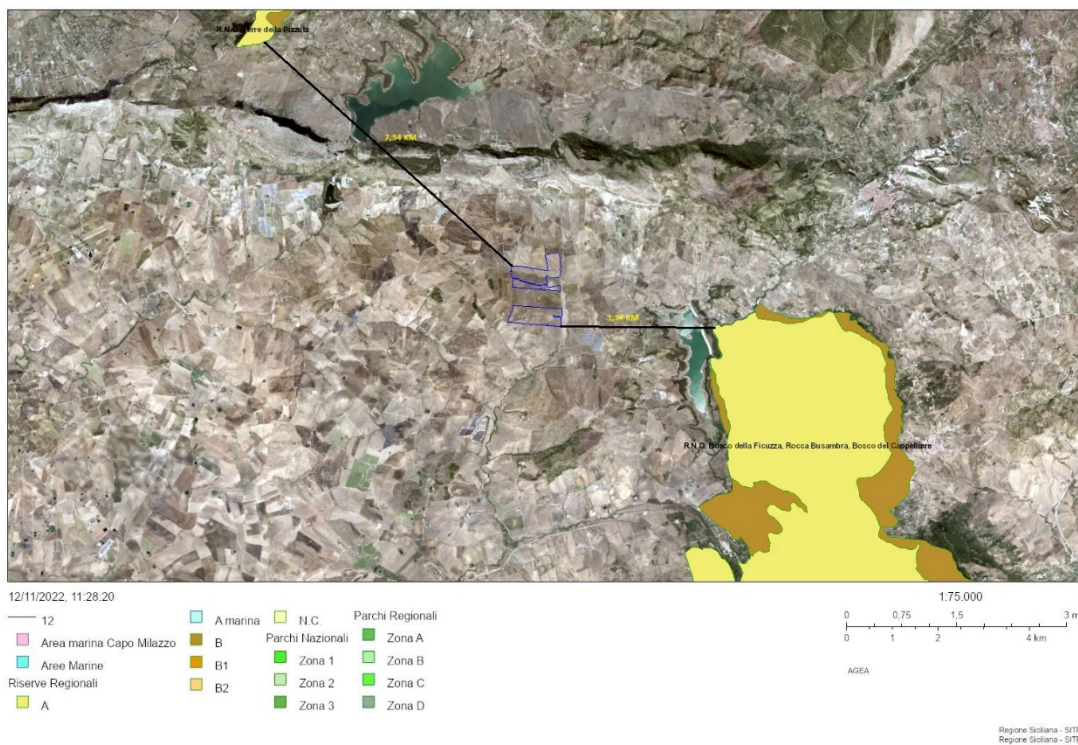 R.N.O. Serre della Pizzuta
7,34 KM
3,34 KM
R.N.O. Bosco della Ficuzza, Rocca Busambra, Bosco del Cappelliere
12/11/2022, 11:28:20
1:75.000
12
Area marina Capo Milazzo
Aree Marine
Riserve Regionali
A
A marina
B
B1
B2
N.C.
Parchi Nazionali
Zona 1
Zona 2
Zona 3
Parchi Regionali
Zona A
Zona B
Zona C
Zona D
0 0,75 1,5 3 m
0 1 2 4 km
AGEA
Regione Siciliana - SITR
Regione Siciliana - SITR